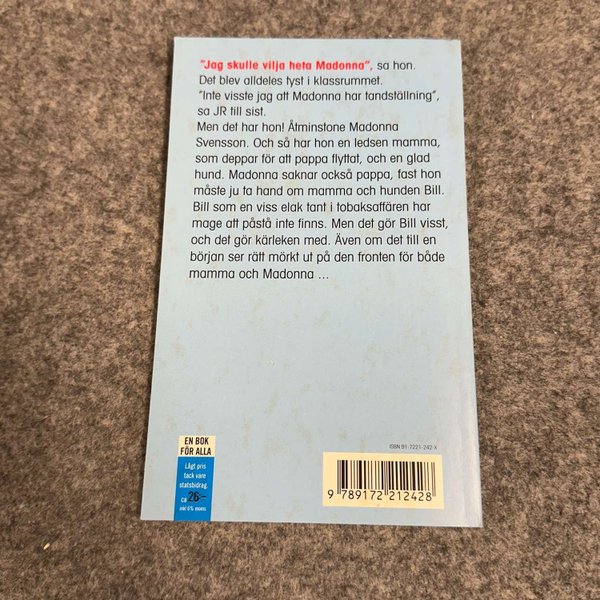 "Jag skulle vilja heta Madonna", sa hon.
Det blev alldeles tyst i klassrummet.
"Inte visste jag att Madonna har tandställning",
sa JR till sist.
Men det har hon! Åtminstone Madonna
Svensson. Och så har hon en ledsen mamma,
som deppar för att pappa flyttat, och en glad
hund. Madonna saknar också pappa, fast hon
måste ju ta hand om mamma och hunden Bill.
Bill som en viss elak tant i tobaksaffären har
mage att påstå inte finns. Men det gör Bill visst,
och det gör kärleken med. Även om det till en
början ser rätt mörkt ut på den fronten för både
mamma och Madonna ...
EN BOK
FÖR ALLA
Lågt pris
tack vare
statsbidrag.
ca 26:–
inkl 6% moms
ISBN 91-7221-242-X
9 789172 212428